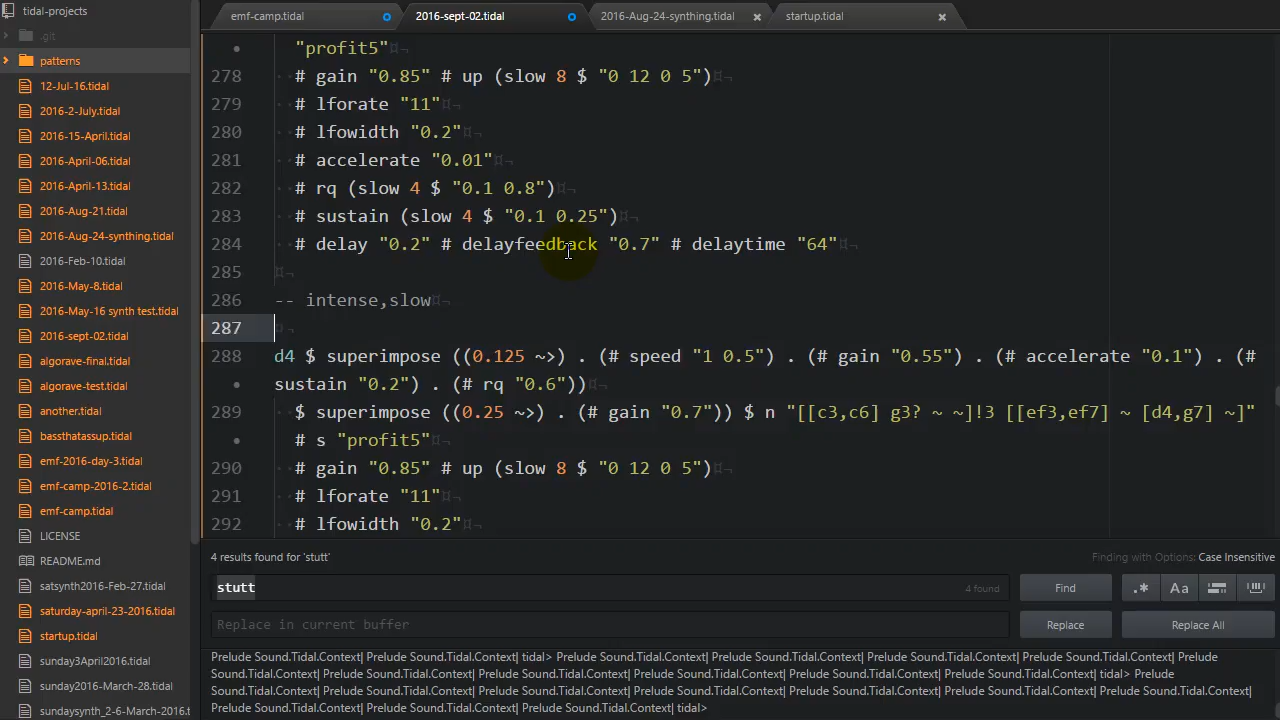 tidal-projects
.git
patterns
12-Jul-16.tidal
2016-2-July.tidal
2016-15-April.tidal
2016-April-06.tidal
2016-April-13.tidal
2016-Aug-21.tidal
2016-Aug-24-synthing.tidal
2016-Feb-10.tidal
2016-May-8.tidal
2016-May-16 synth test.tidal
2016-sept-02.tidal
algorave-final.tidal
algorave-test.tidal
another.tidal
bassthatassup.tidal
emf-2016-day-3.tidal
emf-camp-2016-2.tidal
emf-camp.tidal
LICENSE
README.md
satsynth2016-Feb-27.tidal
saturday-april-23-2016.tidal
startup.tidal
sunday3April2016.tidal
sunday2016-March-28.tidal
sundaysynth_2-6-March-2016.t
emf-camp.tidal
2016-sept-02.tidal
2016-Aug-24-synthing.tidal
startup.tidal
"profit5"¤¬
278 # gain "0.85" # up (slow 8 $ "0 12 0 5")¤¬
279 # lforate "11"¤¬
280 # lfowidth "0.2"¤¬
281 # accelerate "0.01"¤¬
282 # rq (slow 4 $ "0.1 0.8")¤¬
283 # sustain (slow 4 $ "0.1 0.25")¤¬
284 # delay "0.2" # delayfeedback "0.7" # delaytime "64"¤¬
285 ¤¬
286 -- intense,slow¤¬
287 ¤¬
288 d4 $ superimpose ((0.125 ~>) . (# speed "1 0.5") . (# gain "0.55") . (# accelerate "0.1") . (#
sustain "0.2") . (# rq "0.6"))¤¬
289 $ superimpose ((0.25 ~>) . (# gain "0.7")) $ n "[[c3,c6] g3? ~ ~]!3 [[ef3,ef7] ~ [d4,g7] ~]"
# s "profit5"¤¬
290 # gain "0.85" # up (slow 8 $ "0 12 0 5")¤¬
291 # lforate "11"¤¬
292 # lfowidth "0.2"¤¬
4 results found for 'stutt'
Finding with Options: Case Insensitive
stutt
4 found
Find
.*
Aa
Replace in current buffer
Replace
Replace All
Prelude Sound.Tidal.Context| Prelude Sound.Tidal.Context| tidal> Prelude Sound.Tidal.Context| Prelude Sound.Tidal.Context| Prelude Sound.Tidal.Context| Prelude
Sound.Tidal.Context| Prelude Sound.Tidal.Context| Prelude Sound.Tidal.Context| Prelude Sound.Tidal.Context| Prelude Sound.Tidal.Context| tidal> Prelude
Sound.Tidal.Context| Prelude Sound.Tidal.Context| Prelude Sound.Tidal.Context| Prelude Sound.Tidal.Context| Prelude Sound.Tidal.Context| Prelude
Sound.Tidal.Context| Prelude Sound.Tidal.Context| Prelude Sound.Tidal.Context| tidal>